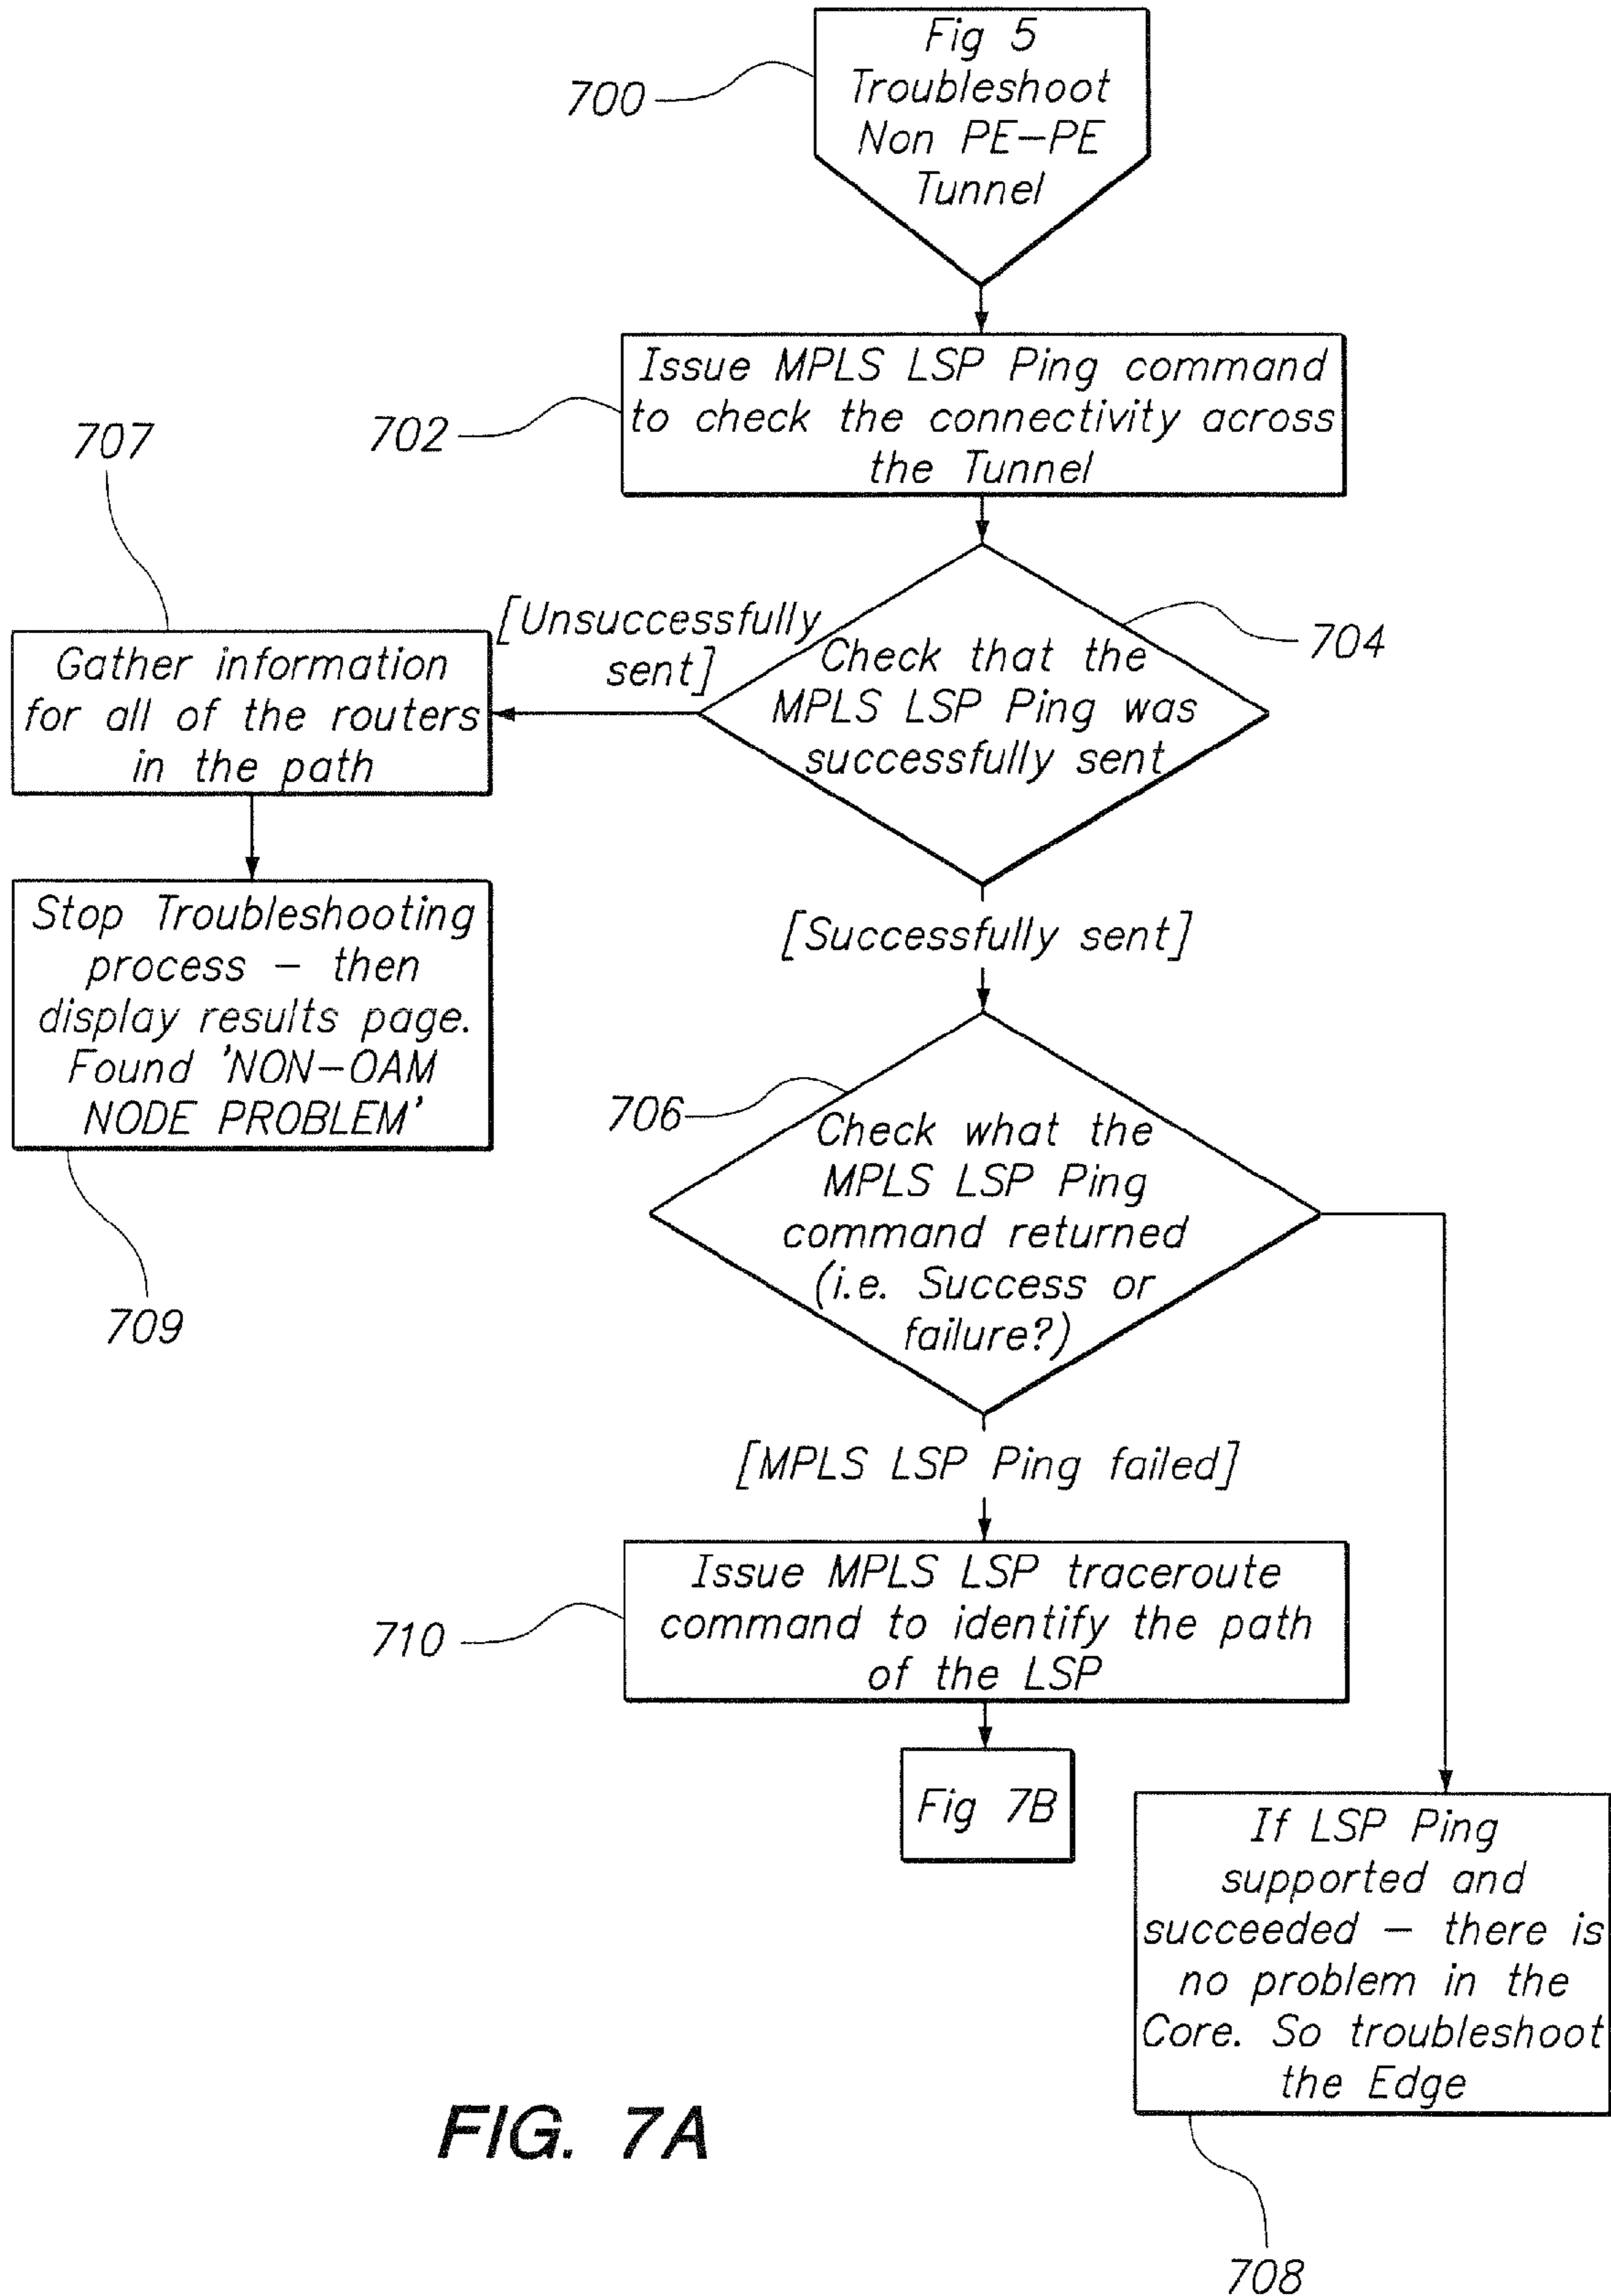 Fig 5
Troubleshoot
Non PE-PE
Tunnel
700
Issue MPLS LSP Ping command
to check the connectivity across
the Tunnel
702
707
[Unsuccessfully
sent]
704
Check that the
MPLS LSP Ping was
successfully sent
Gather information
for all of the routers
in the path
Stop Troubleshooting
process – then
display results page.
Found 'NON-OAM
NODE PROBLEM'
709
[Successfully sent]
706
Check what the
MPLS LSP Ping
command returned
(i.e. Success or
failure?)
[MPLS LSP Ping failed]
Issue MPLS LSP traceroute
command to identify the path
of the LSP
710
Fig 7B
If LSP Ping
supported and
succeeded – there is
no problem in the
Core. So troubleshoot
the Edge
708
FIG. 7A